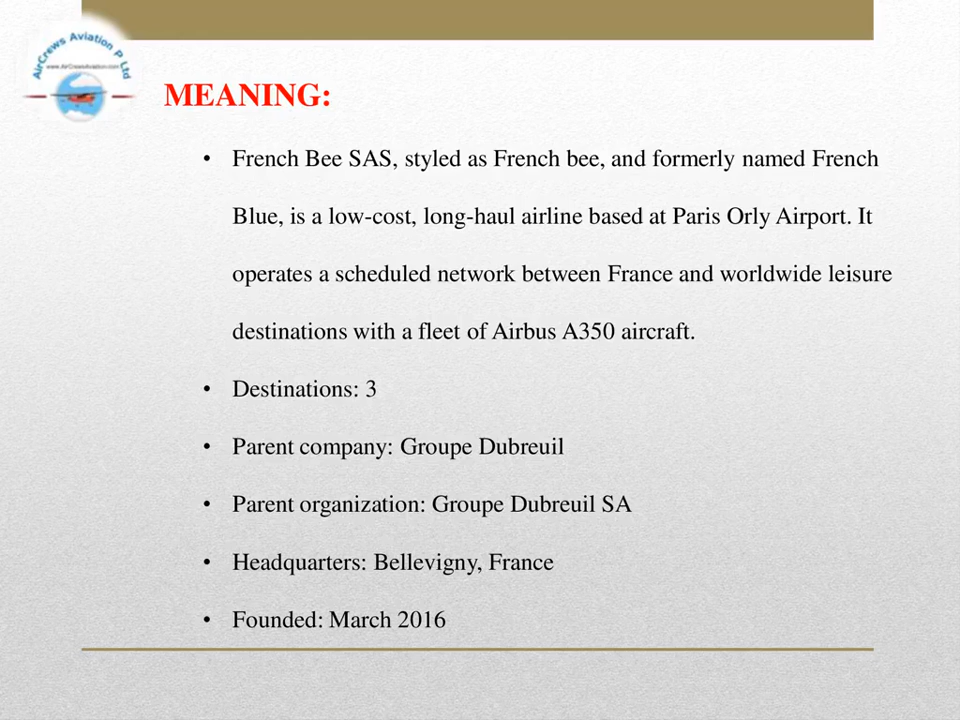 AirCrews Aviation P Ltd
www.AirCrewsAviation.com
MEANING:
• French Bee SAS, styled as French bee, and formerly named French
Blue, is a low-cost, long-haul airline based at Paris Orly Airport. It
operates a scheduled network between France and worldwide leisure
destinations with a fleet of Airbus A350 aircraft.
• Destinations: 3
• Parent company: Groupe Dubreuil
• Parent organization: Groupe Dubreuil SA
• Headquarters: Bellevigny, France
• Founded: March 2016